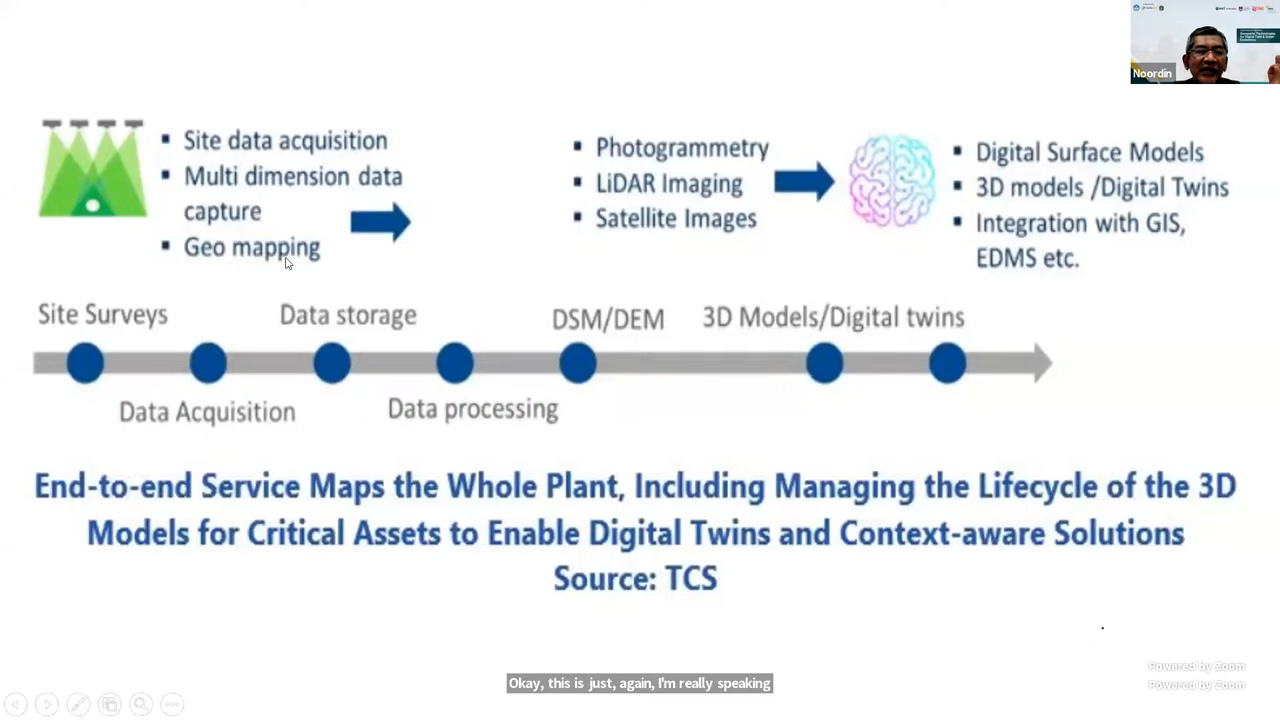 Noordin
▪ Site data acquisition
▪ Multi dimension data
capture
▪ Geo mapping
▪ Photogrammetry
▪ LiDAR Imaging
▪ Satellite Images
▪ Digital Surface Models
▪ 3D models /Digital Twins
▪ Integration with GIS,
EDMS etc.
Site Surveys
Data storage
DSM/DEM
3D Models/Digital twins
Data Acquisition
Data processing
End-to-end Service Maps the Whole Plant, Including Managing the Lifecycle of the 3D
Models for Critical Assets to Enable Digital Twins and Context-aware Solutions
Source: TCS
Powered by Zoom
Powered by Zoom
Okay, this is just, again, I'm really speaking